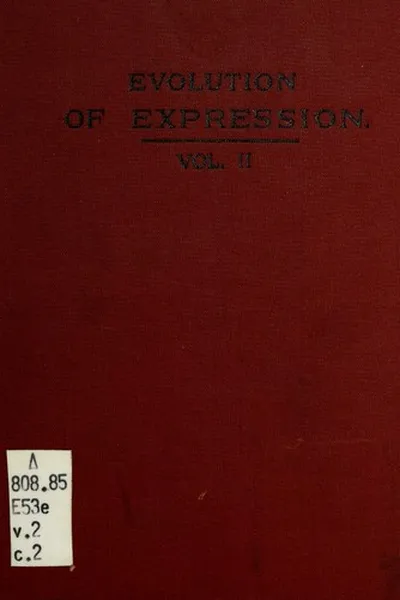 EVOLUTION
OF EXPRESSION.
VOL. II
A
808.85
E53e
v.2
c.2